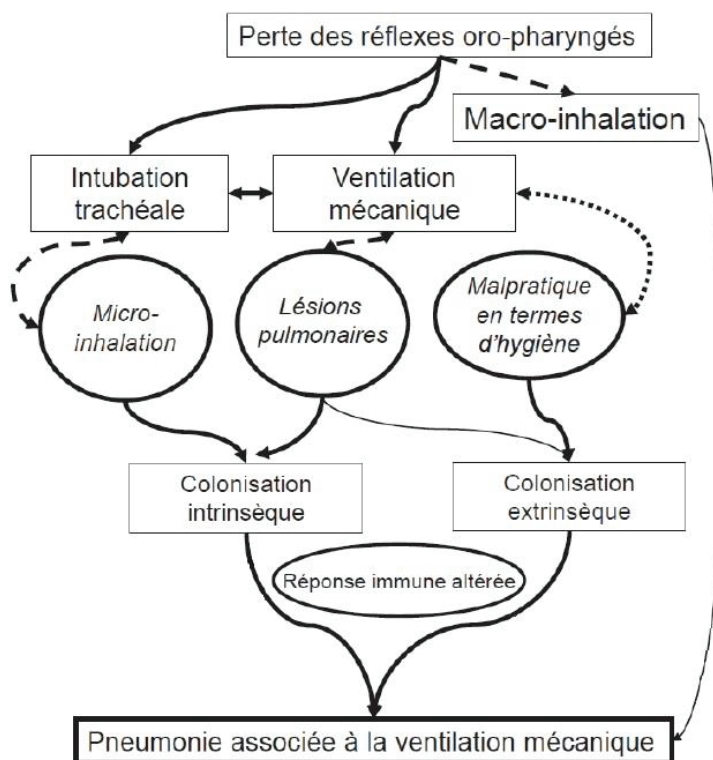 Perte des réflexes oro-pharyngés
Macro-inhalation
Intubation
trachéale
Ventilation
mécanique
Micro-
inhalation
Lésions
pulmonaires
Malpratique
en termes
d'hygiène
Colonisation
intrinsèque
Colonisation
extrinsèque
Réponse immune altérée
Pneumonie associée à la ventilation mécanique